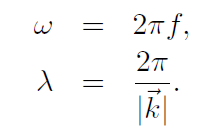 ω = 2πf,
λ = 2π / |k⃗|.